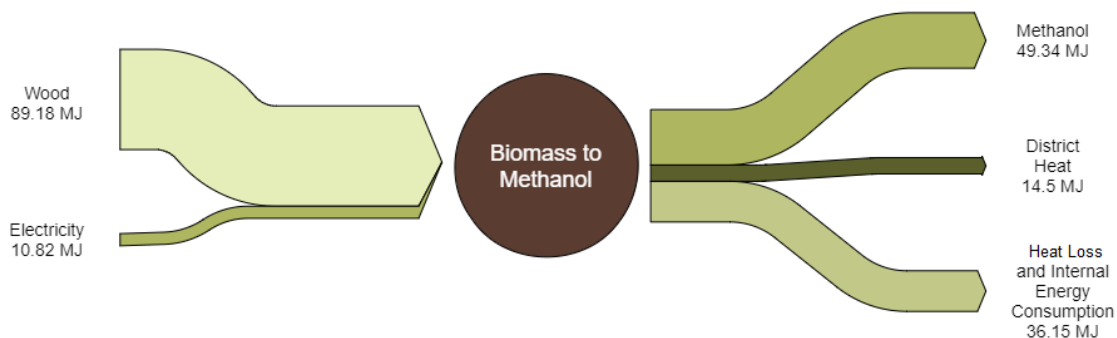 Wood
89.18 MJ
Electricity
10.82 MJ
Biomass to
Methanol
Methanol
49.34 MJ
District
Heat
14.5 MJ
Heat Loss
and Internal
Energy
Consumption
36.15 MJ